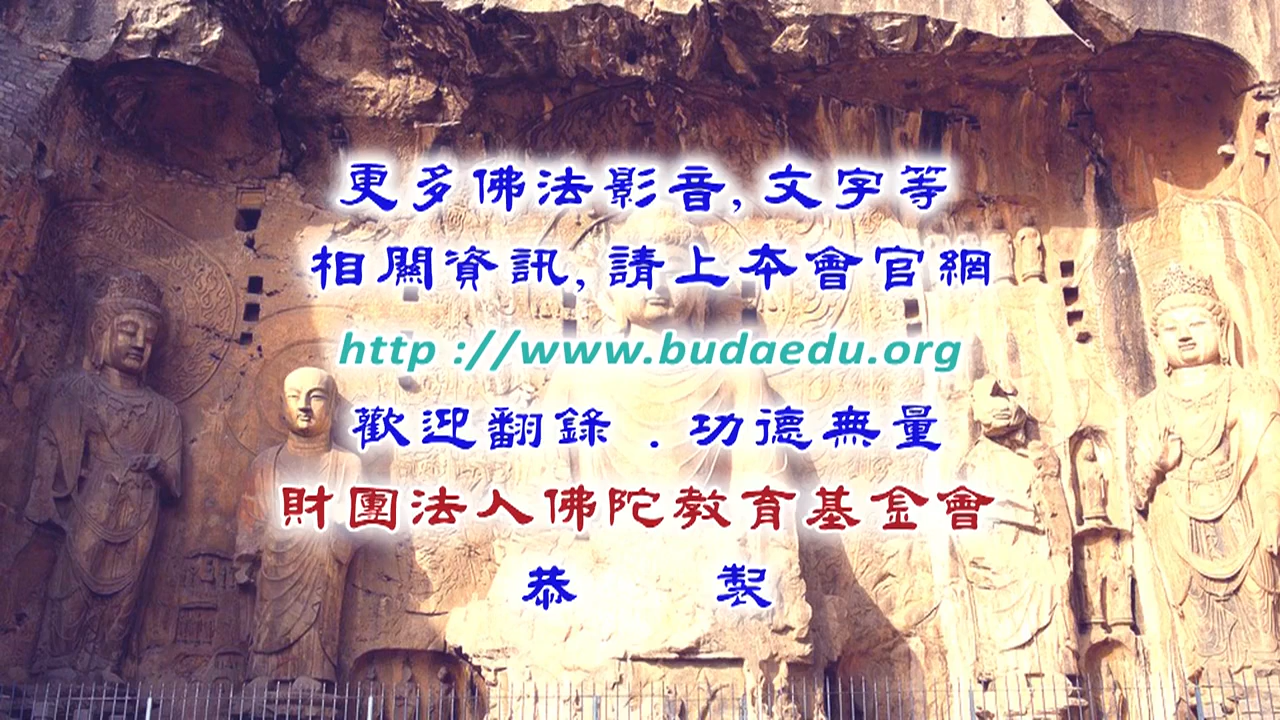 更多佛法影音,文字等
相關資訊,請上本會官網
http ://www.budaedu.org
歡迎翻錄 . 功德無量
財團法人佛陀教育基金會
恭 製